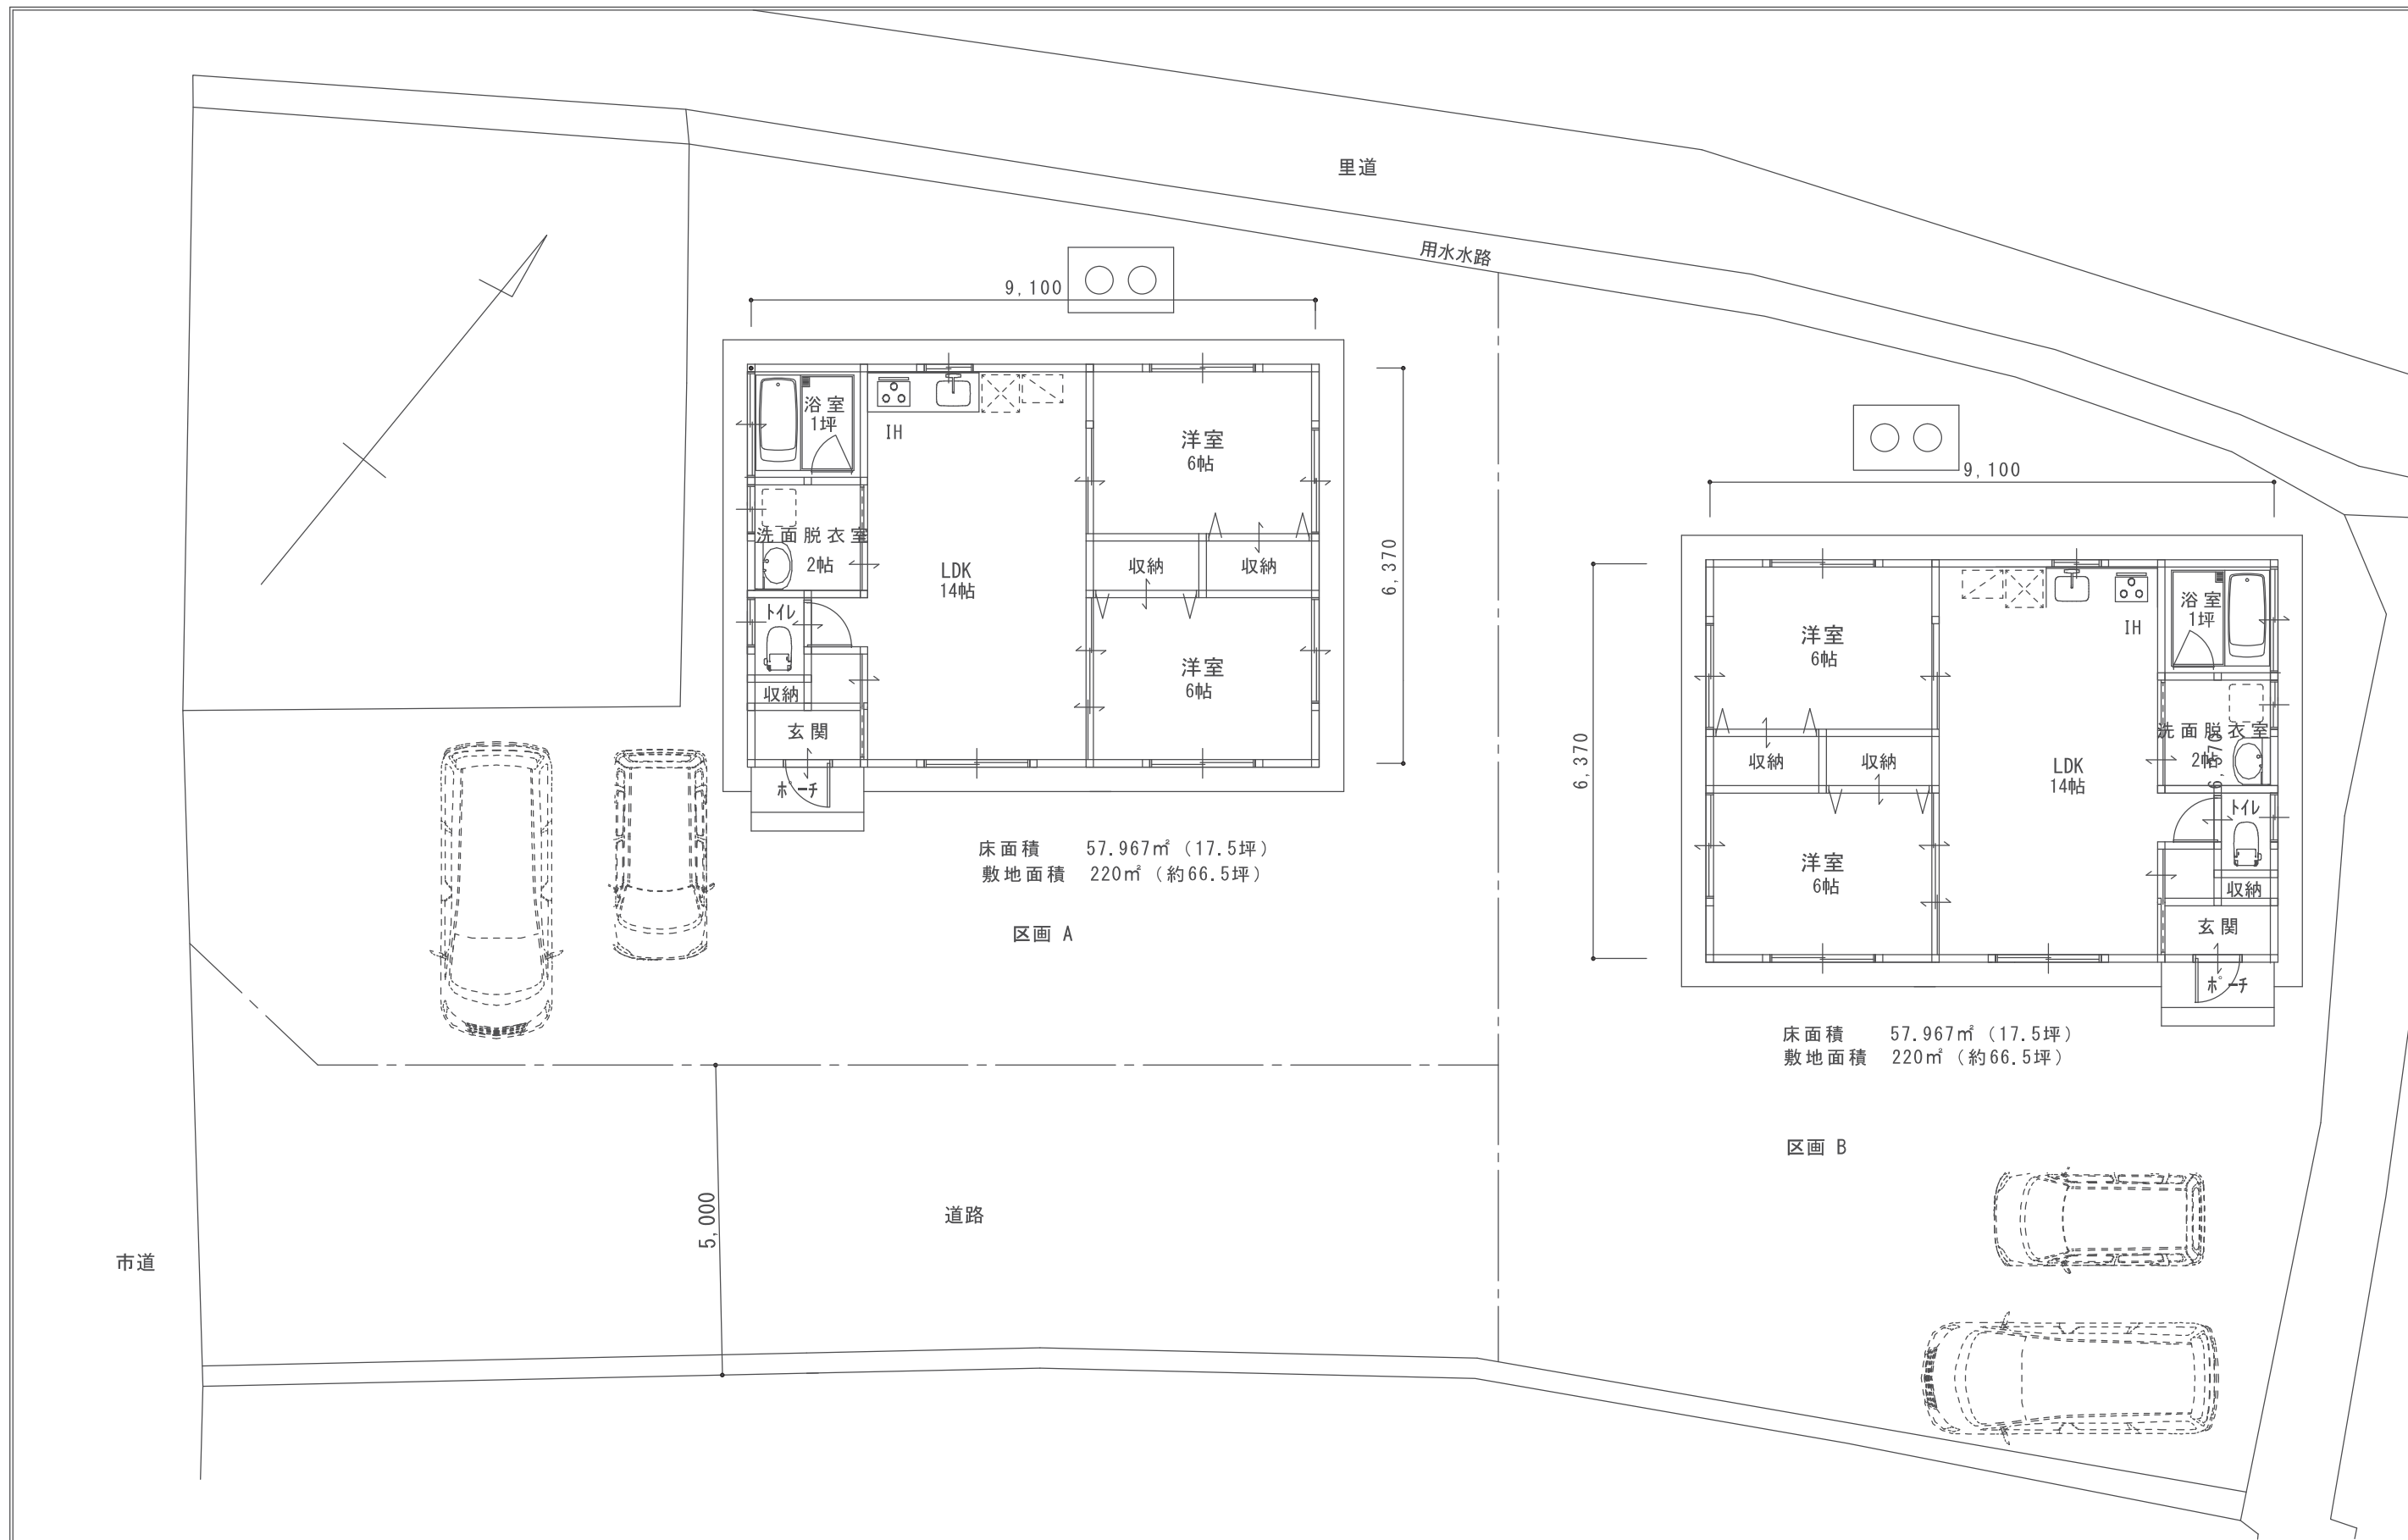 里道
用水水路
9,100
浴室
1坪
IH
洋室
6帖
洗面脱衣室
2帖
LDK
14帖
収納
収納
6,370
トイレ
洋室
6帖
収納
玄関
ポーチ
床面積 57.967㎡(17.5坪)
敷地面積 220㎡(約66.5坪)
区画 A
9,100
洋室
6帖
浴室
1坪
IH
6,370
収納
収納
LDK
14帖
洗面脱衣室
2帖
6,370
トイレ
洋室
6帖
収納
玄関
ポーチ
床面積 57.967㎡(17.5坪)
敷地面積 220㎡(約66.5坪)
区画 B
5,000
道路
市道